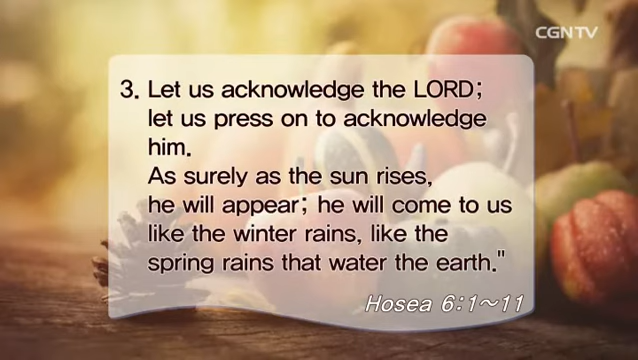 CGNTV
3. Let us acknowledge the LORD;
let us press on to acknowledge
him.
As surely as the sun rises,
he will appear; he will come to us
like the winter rains, like the
spring rains that water the earth."
Hosea 6:1~11